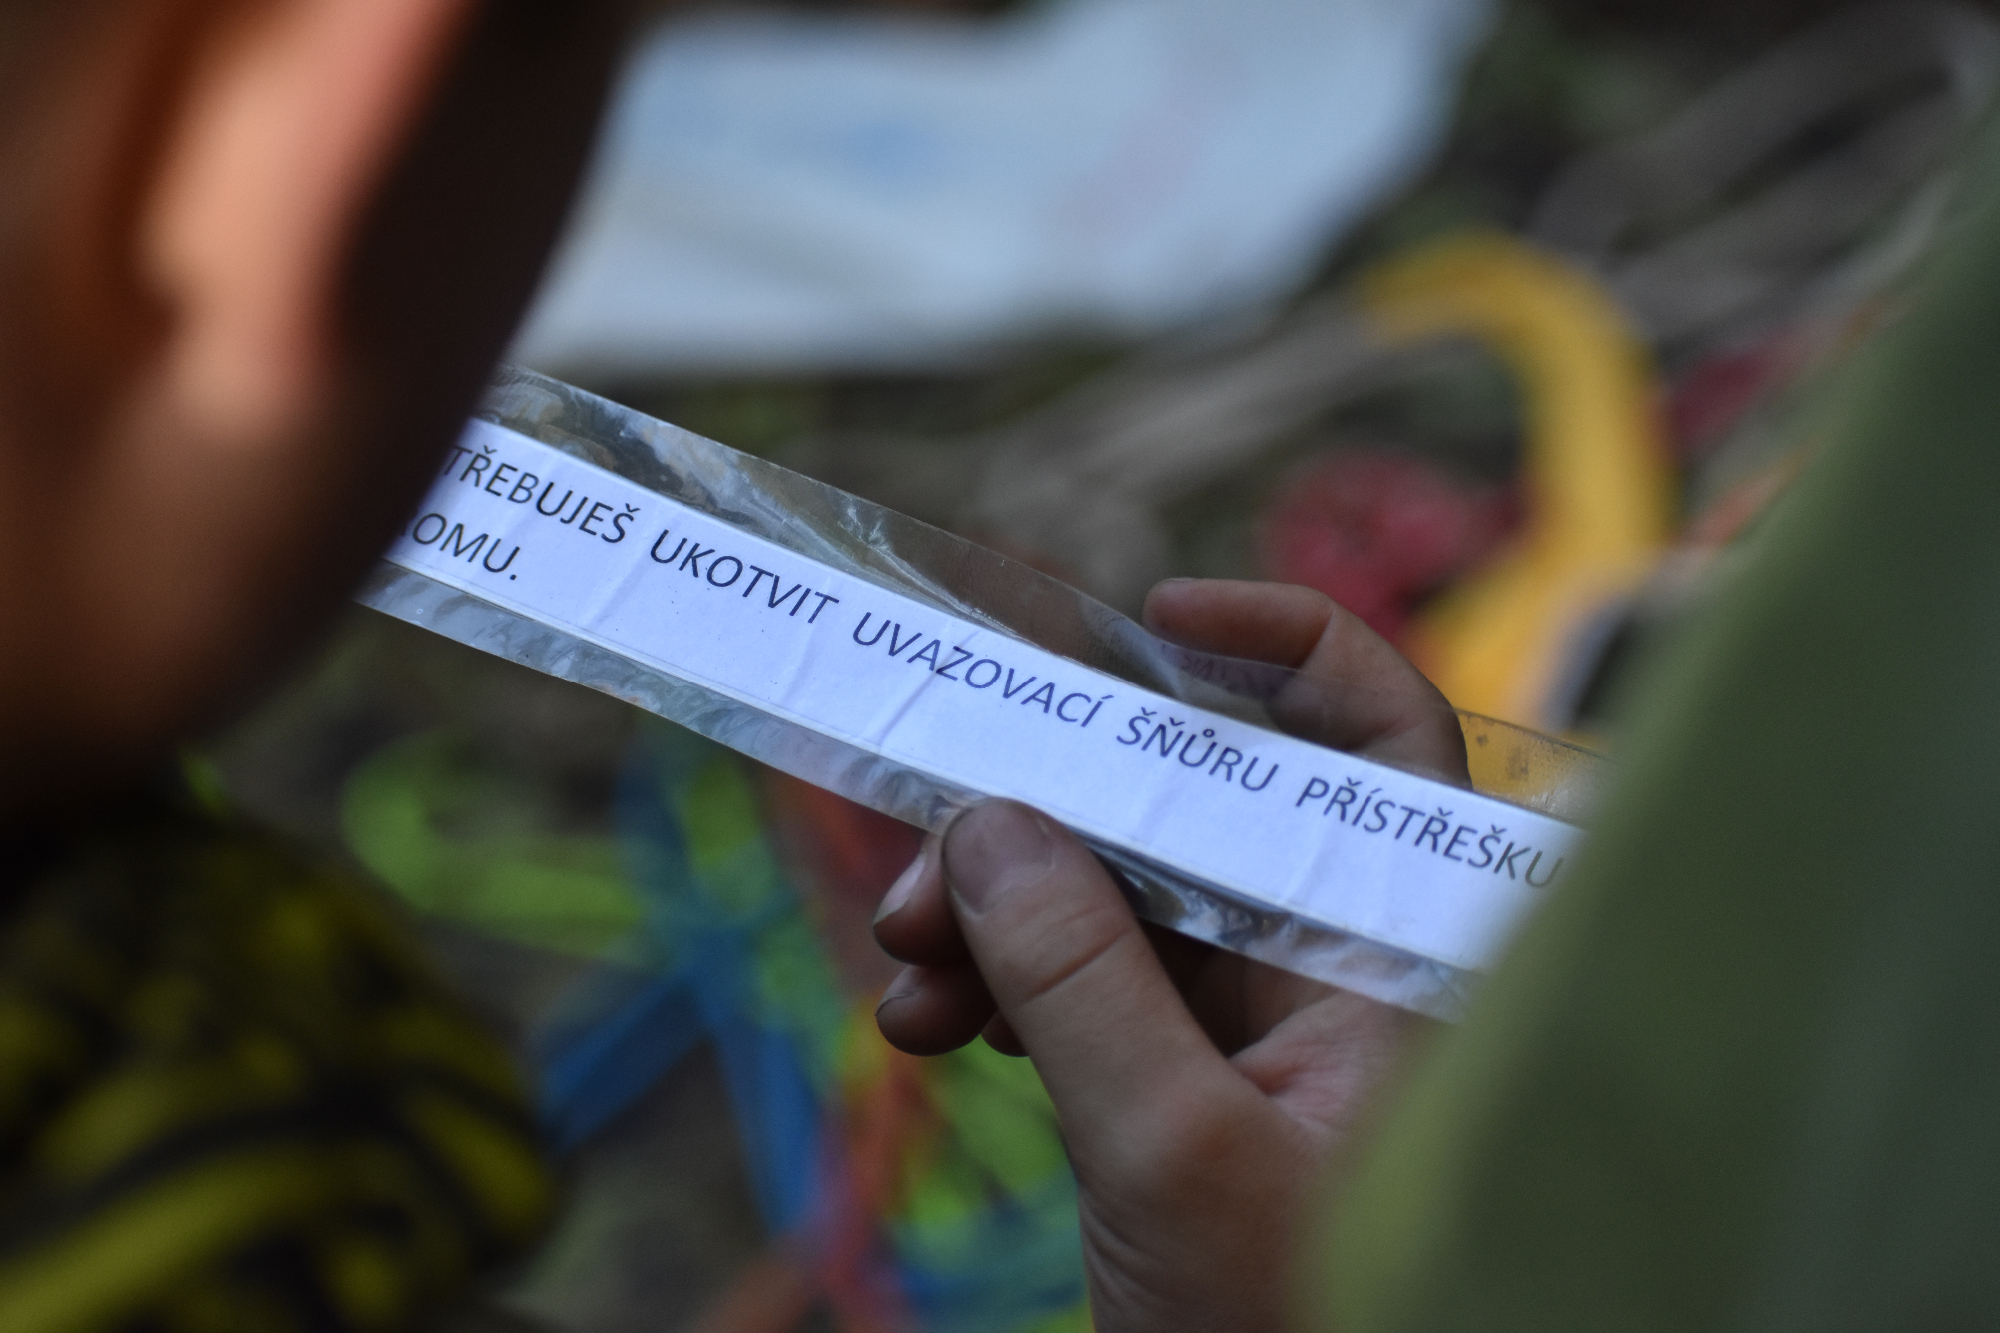 TŘEBUJEŠ UKOTVIT UVAZOVACÍ ŠŇŮRU PŘÍSTŘEŠKU
OMU.